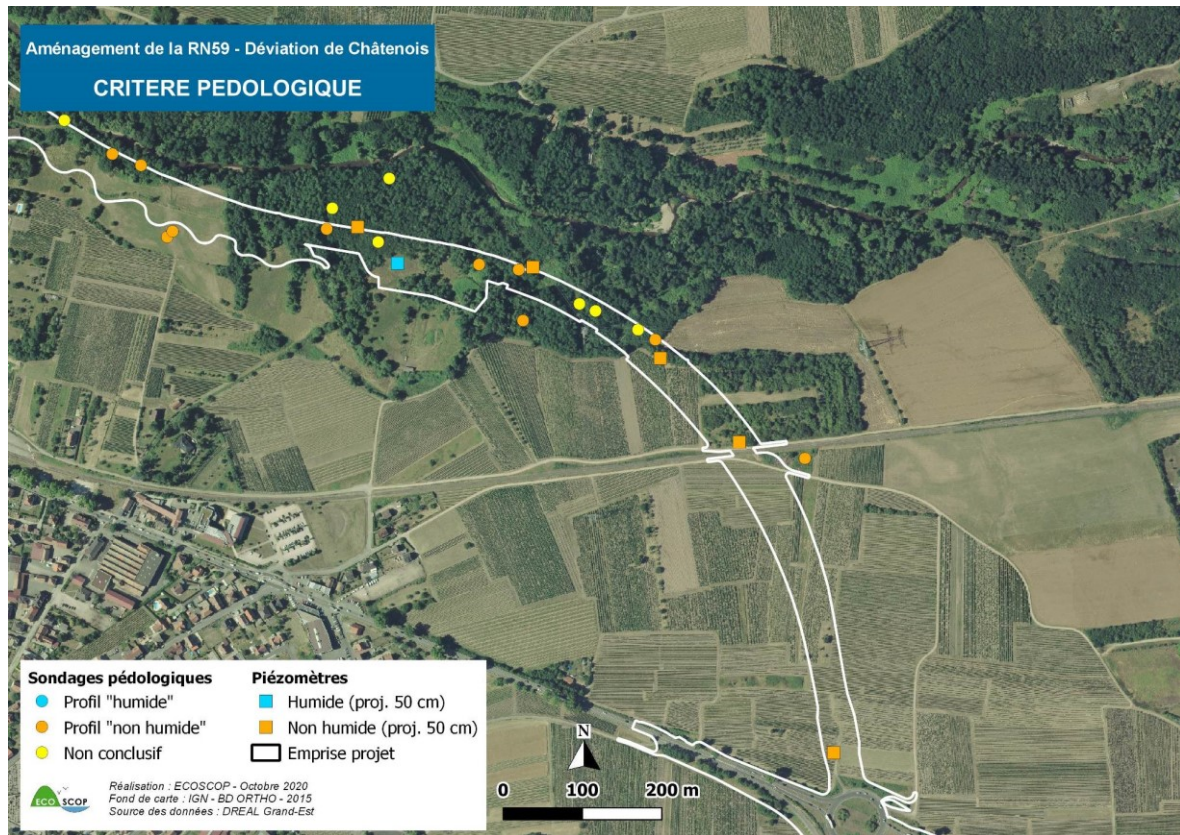 Aménagement de la RN59 - Déviation de Châtenois
CRITERE PEDOLOGIQUE
Sondages pédologiques
Profil "humide"
Profil "non humide"
Non conclusif
Piézomètres
Humide (proj. 50 cm)
Non humide (proj. 50 cm)
Emprise projet
ECO SCOP
Réalisation : ECOSCOP - Octobre 2020
Fond de carte : IGN - BD ORTHO - 2015
Source des données : DREAL Grand-Est
N
0 100 200 m